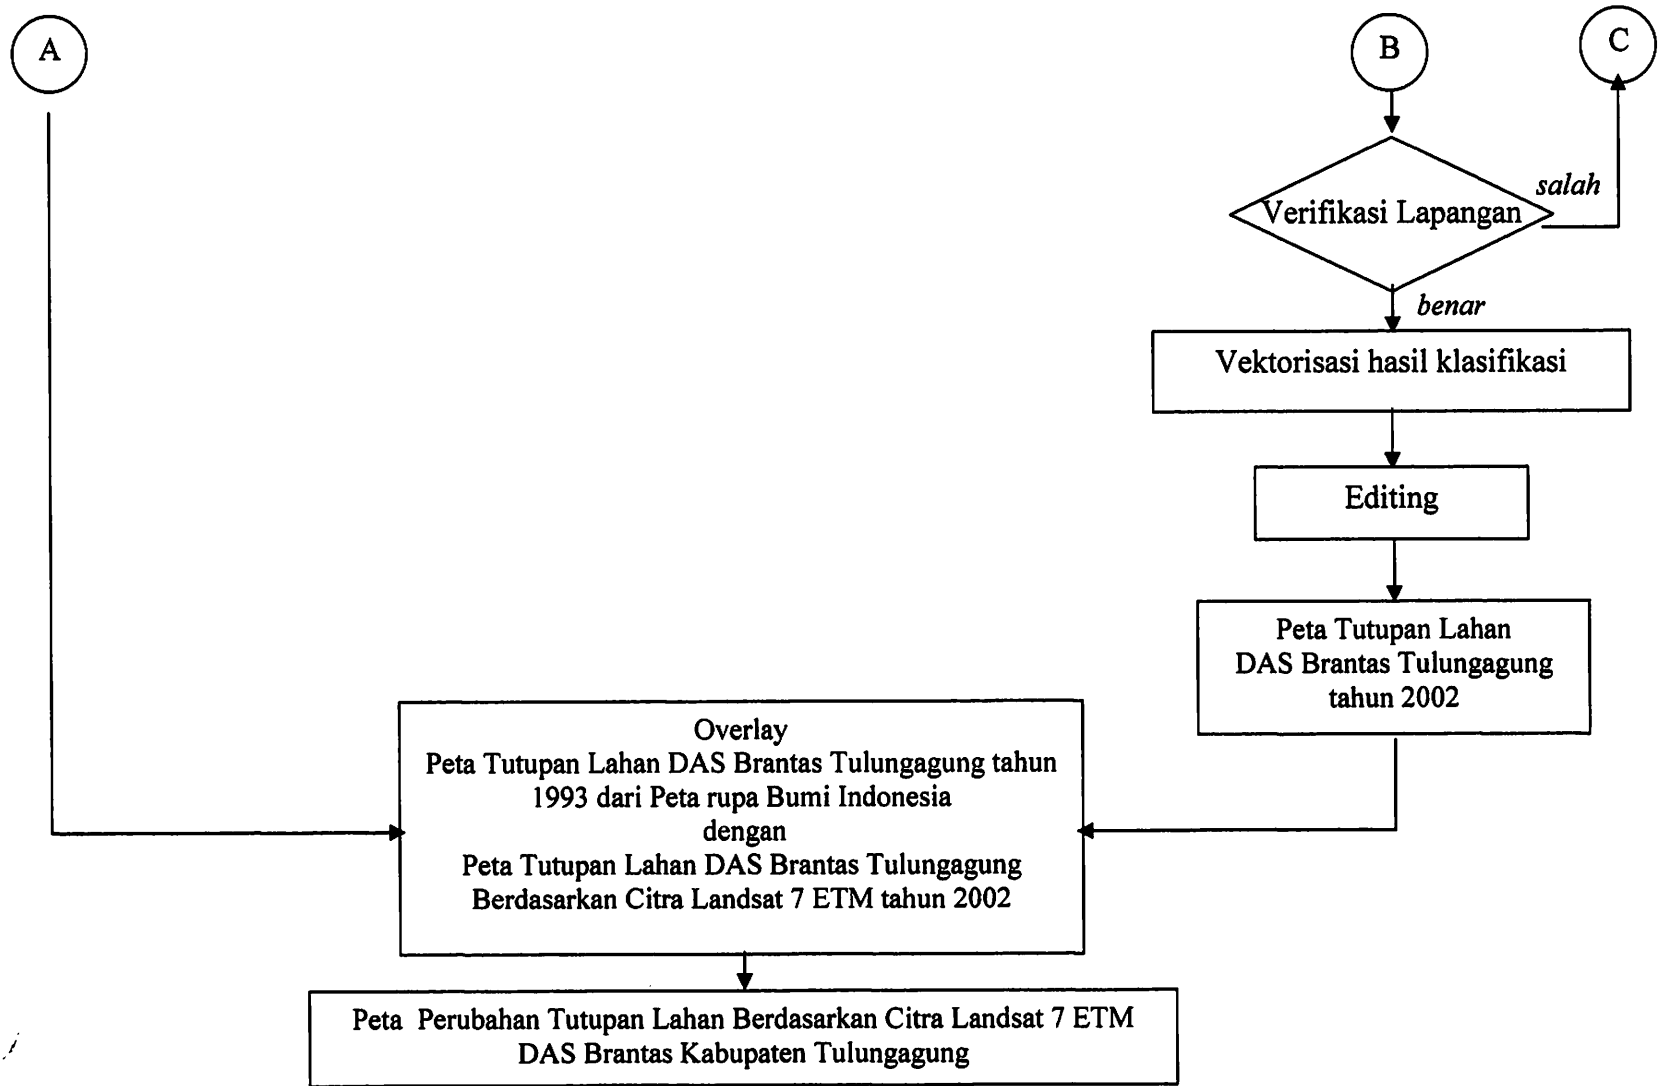 A
B
C
salah
Verifikasi Lapangan
benar
Vektorisasi hasil klasifikasi
Editing
Peta Tutupan Lahan
DAS Brantas Tulungagung
tahun 2002
Overlay
Peta Tutupan Lahan DAS Brantas Tulungagung tahun
1993 dari Peta rupa Bumi Indonesia
dengan
Peta Tutupan Lahan DAS Brantas Tulungagung
Berdasarkan Citra Landsat 7 ETM tahun 2002
Peta Perubahan Tutupan Lahan Berdasarkan Citra Landsat 7 ETM
DAS Brantas Kabupaten Tulungagung